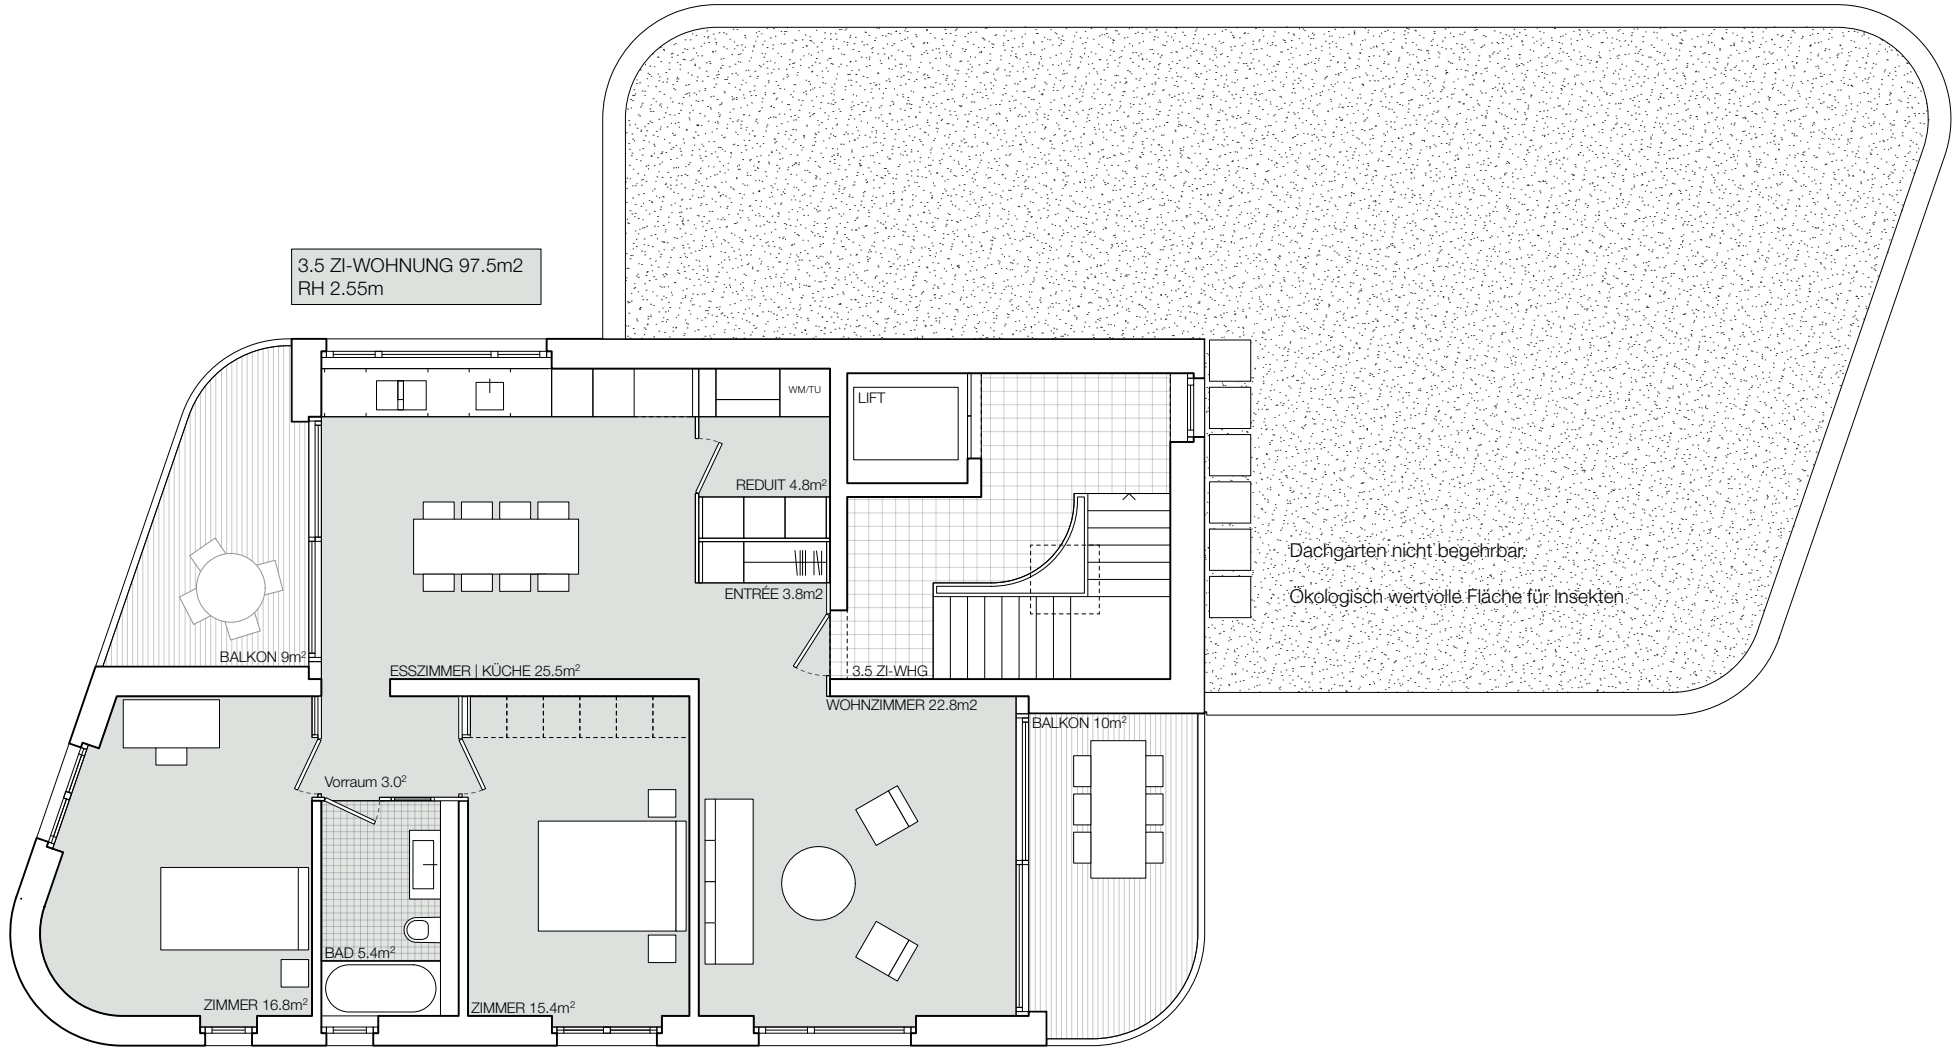 3.5 ZI-WOHNUNG 97.5m2
RH 2.55m
WM/TU
LIFT
REDUIT 4.8m²
Dachgarten nicht begehrbar.
ENTRÉE 3.8m2
Ökologisch wertvolle Fläche für Insekten
BALKON 9m²
ESSZIMMER | KÜCHE 25.5m²
3.5 ZI-WHG
WOHNZIMMER 22.8m2
BALKON 10m²
Vorraum 3.0²
BAD 5.4m²
ZIMMER 16.8m²
ZIMMER 15.4m²